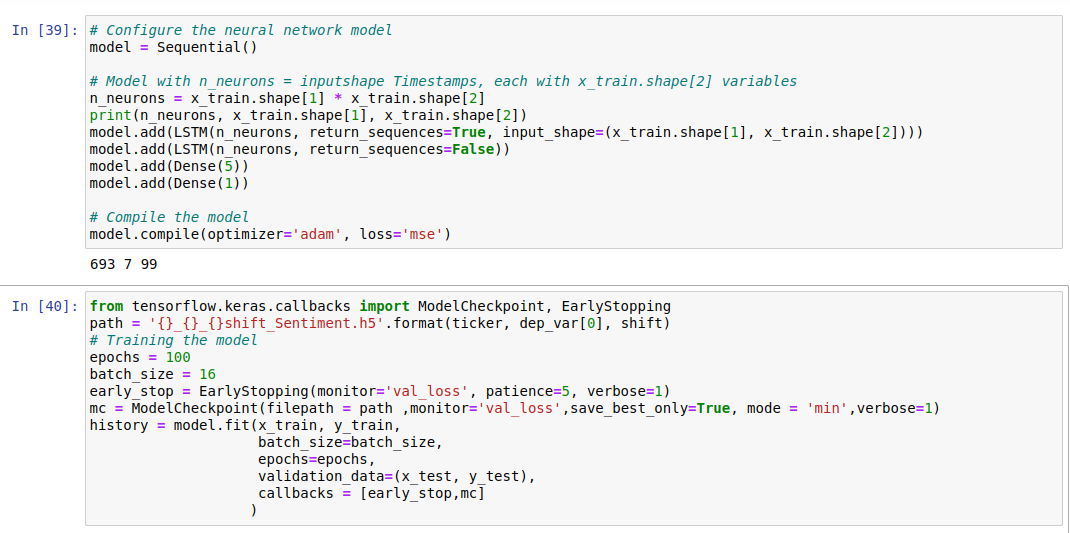 In [39]: # Configure the neural network model
model = Sequential()
# Model with n_neurons = inputshape Timestamps, each with x_train.shape[2] variables
n_neurons = x_train.shape[1] * x_train.shape[2]
print(n_neurons, x_train.shape[1], x_train.shape[2])
model.add(LSTM(n_neurons, return_sequences=True, input_shape=(x_train.shape[1], x_train.shape[2])))
model.add(LSTM(n_neurons, return_sequences=False))
model.add(Dense(5))
model.add(Dense(1))
# Compile the model
model.compile(optimizer='adam', loss='mse')
693 7 99
In [40]: from tensorflow.keras.callbacks import ModelCheckpoint, EarlyStopping
path = '{}_{}_{}shift_Sentiment.h5'.format(ticker, dep_var[0], shift)
# Training the model
epochs = 100
batch_size = 16
early_stop = EarlyStopping(monitor='val_loss', patience=5, verbose=1)
mc = ModelCheckpoint(filepath = path ,monitor='val_loss',save_best_only=True, mode = 'min',verbose=1)
history = model.fit(x_train, y_train,
batch_size=batch_size,
epochs=epochs,
validation_data=(x_test, y_test),
callbacks = [early_stop,mc]
)